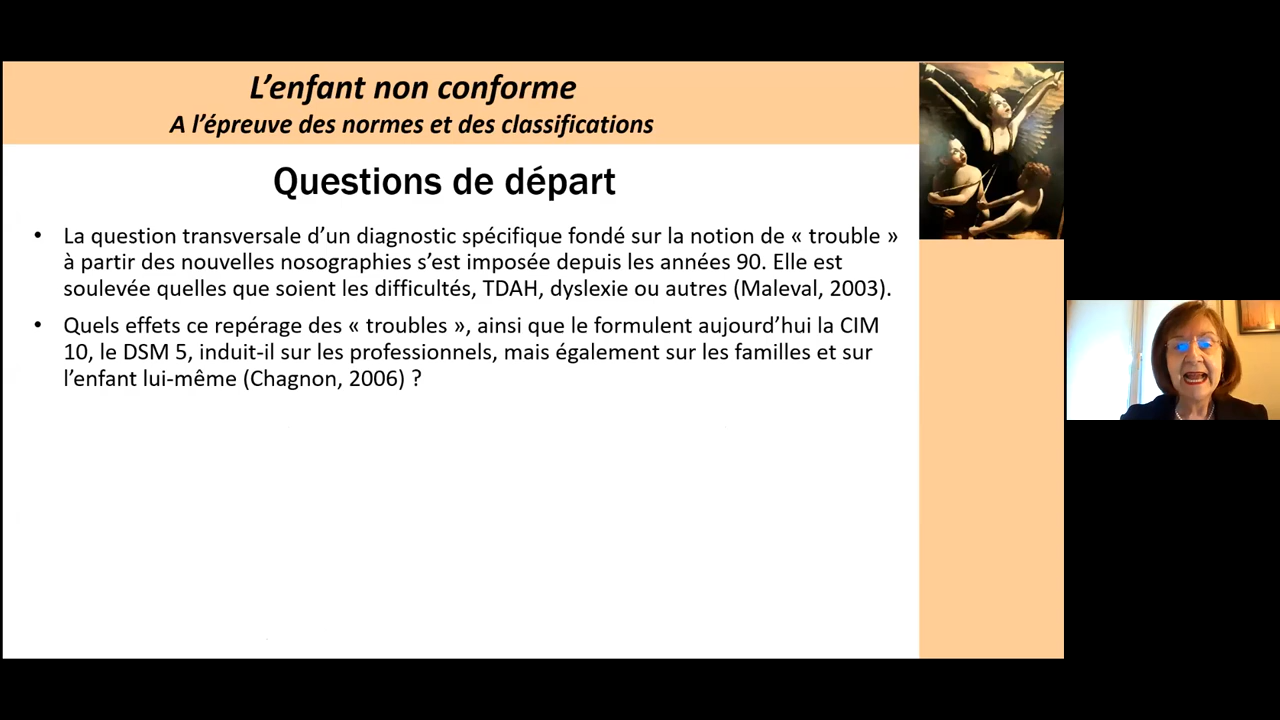 L’enfant non conforme
A l’épreuve des normes et des classifications
Questions de départ
• La question transversale d’un diagnostic spécifique fondé sur la notion de « trouble »
à partir des nouvelles nosographies s’est imposée depuis les années 90. Elle est
soulevée quelles que soient les difficultés, TDAH, dyslexie ou autres (Maleval, 2003).
• Quels effets ce repérage des « troubles », ainsi que le formulent aujourd’hui la CIM
10, le DSM 5, induit-il sur les professionnels, mais également sur les familles et sur
l’enfant lui-même (Chagnon, 2006) ?